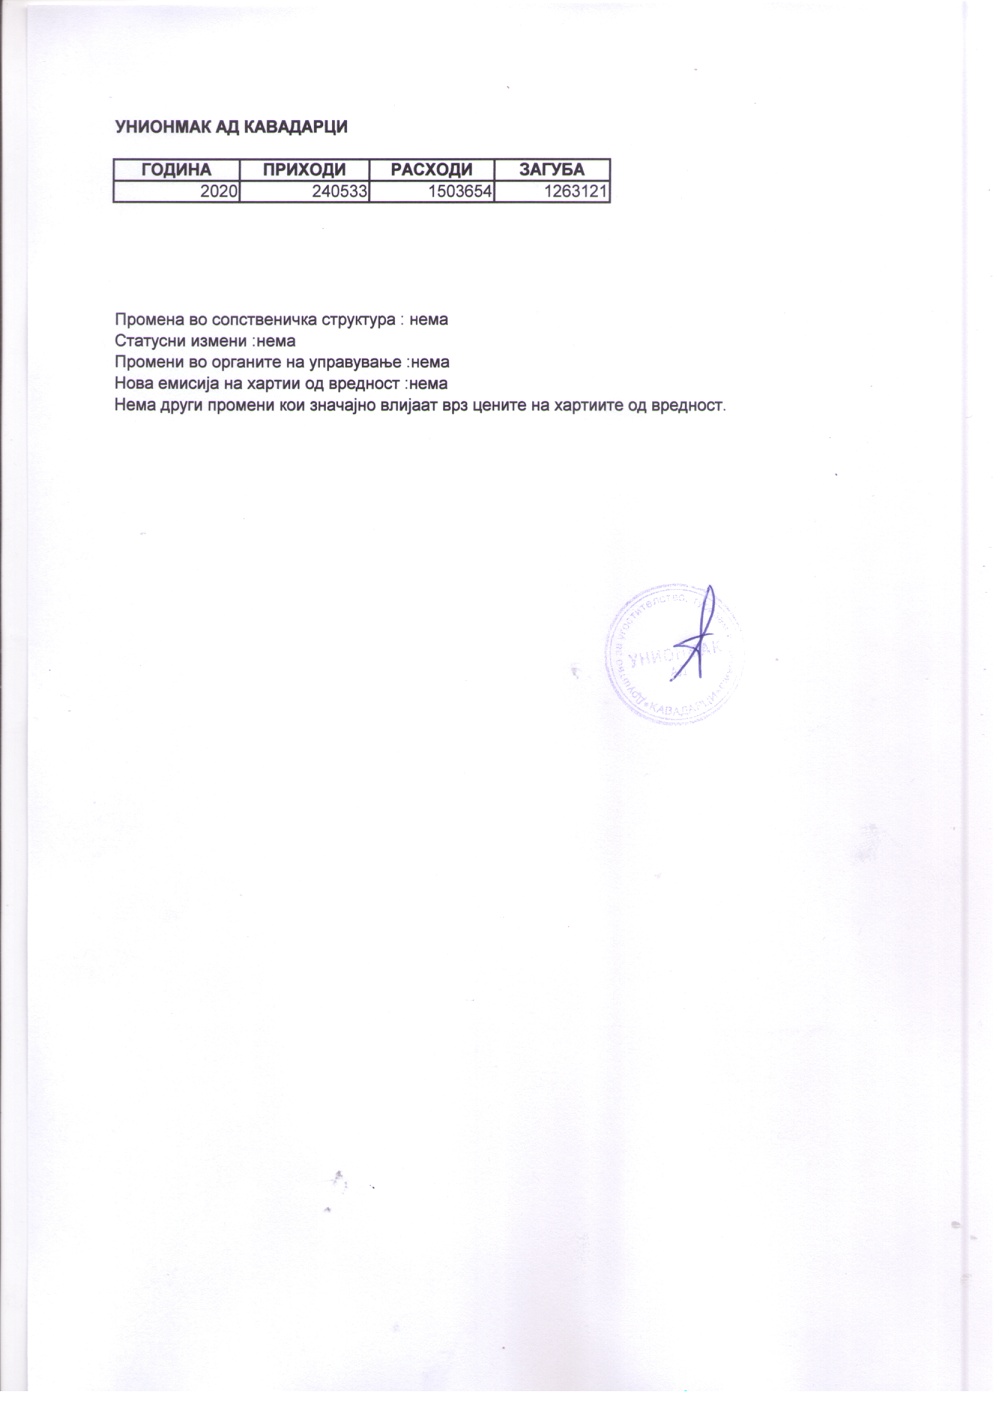 УНИОНМАК АД КАВАДАРЦИ
ГОДИНА ПРИХОДИ РАСХОДИ ЗАГУБА
2020 240533 1503654 1263121
Промена во сопственичка структура : нема
Статусни измени :нема
Промени во органите на управување :нема
Нова емисија на хартии од вредност :нема
Нема други промени кои значајно влијаат врз цените на хартиите од вредност.
УНИОНМАК
КАВАДАРЦИ